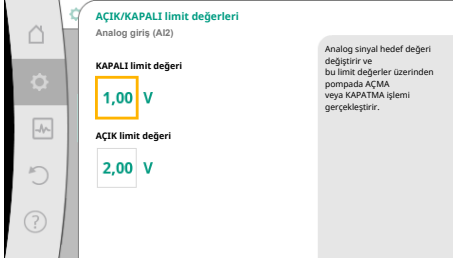 AÇIK/KAPALI limit değerleri
Analog giriş (AI2)
KAPALI limit değeri
1,00 V
AÇIK limit değeri
2,00 V
Analog sinyal hedef değeri
değiştirir ve
bu limit değerler üzerinden
pompada AÇMA
veya KAPATMA işlemi
gerçekleştirir.
?